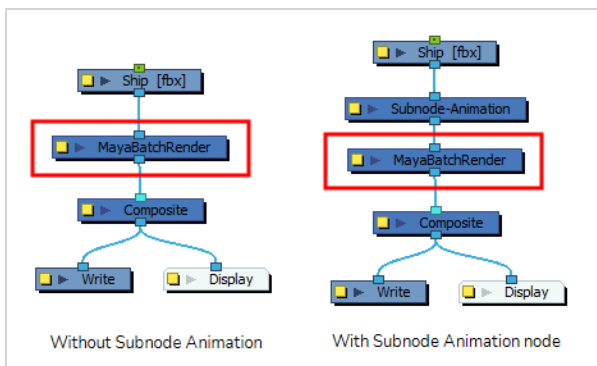 Ship [fbx]
MayaBatchRender
Composite
Write
Display
Without Subnode Animation
Ship [fbx]
Subnode-Animation
MayaBatchRender
Composite
Write
Display
With Subnode Animation node